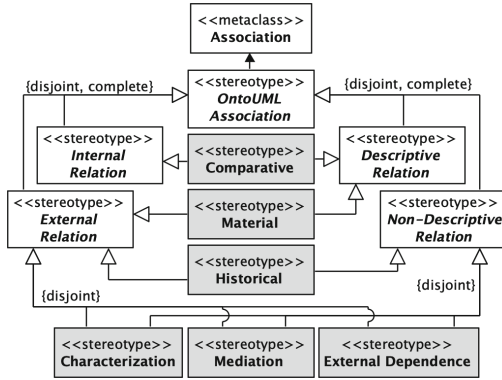 <<metaclass>>
Association
{disjoint, complete}
<<stereotype>>
OntoUML
Association
{disjoint, complete}
<<stereotype>>
Internal
Relation
<<stereotype>>
Comparative
<<stereotype>>
Descriptive
Relation
<<stereotype>>
External
Relation
<<stereotype>>
Material
<<stereotype>>
Non-Descriptive
Relation
<<stereotype>>
Historical
{disjoint}
{disjoint}
<<stereotype>>
Characterization
<<stereotype>>
Mediation
<<stereotype>>
External Dependence